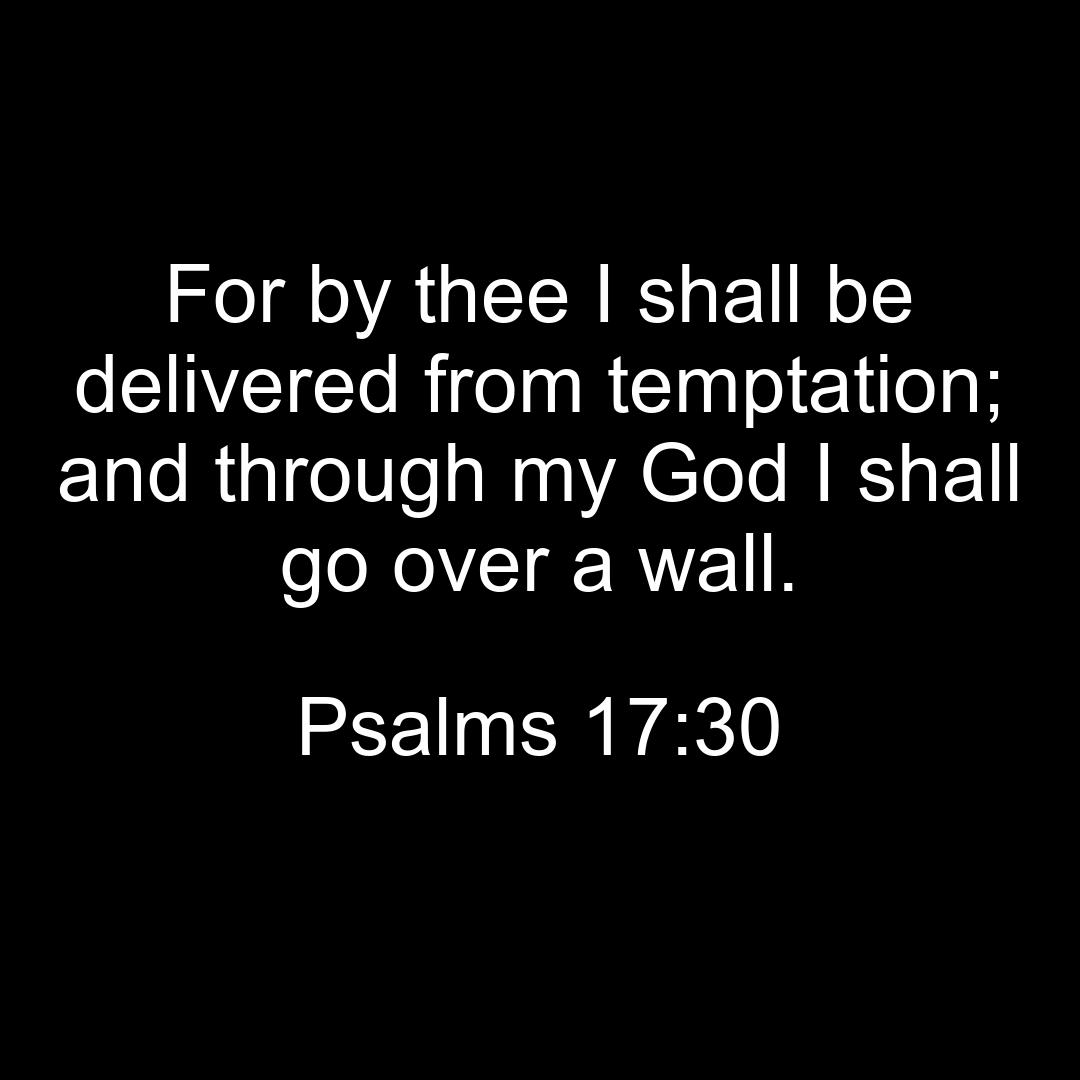 For by thee I shall be
delivered from temptation;
and through my God I shall
go over a wall.
Psalms 17:30